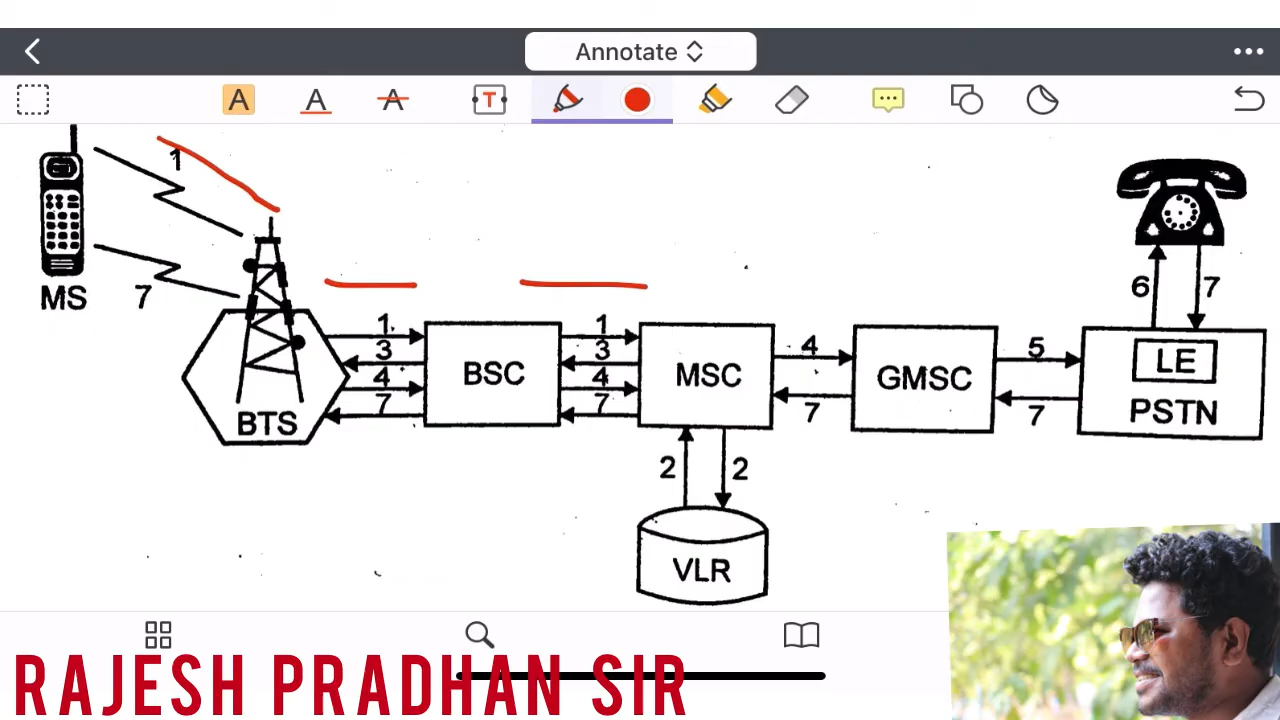 Annotate
A A A T
1
MS 7
6 7
1 1
3 3 4 5
4 4
7 7 7 7
BTS BSC MSC GMSC LE
PSTN
2 2
VLR
RAJESH PRADHAN SIR